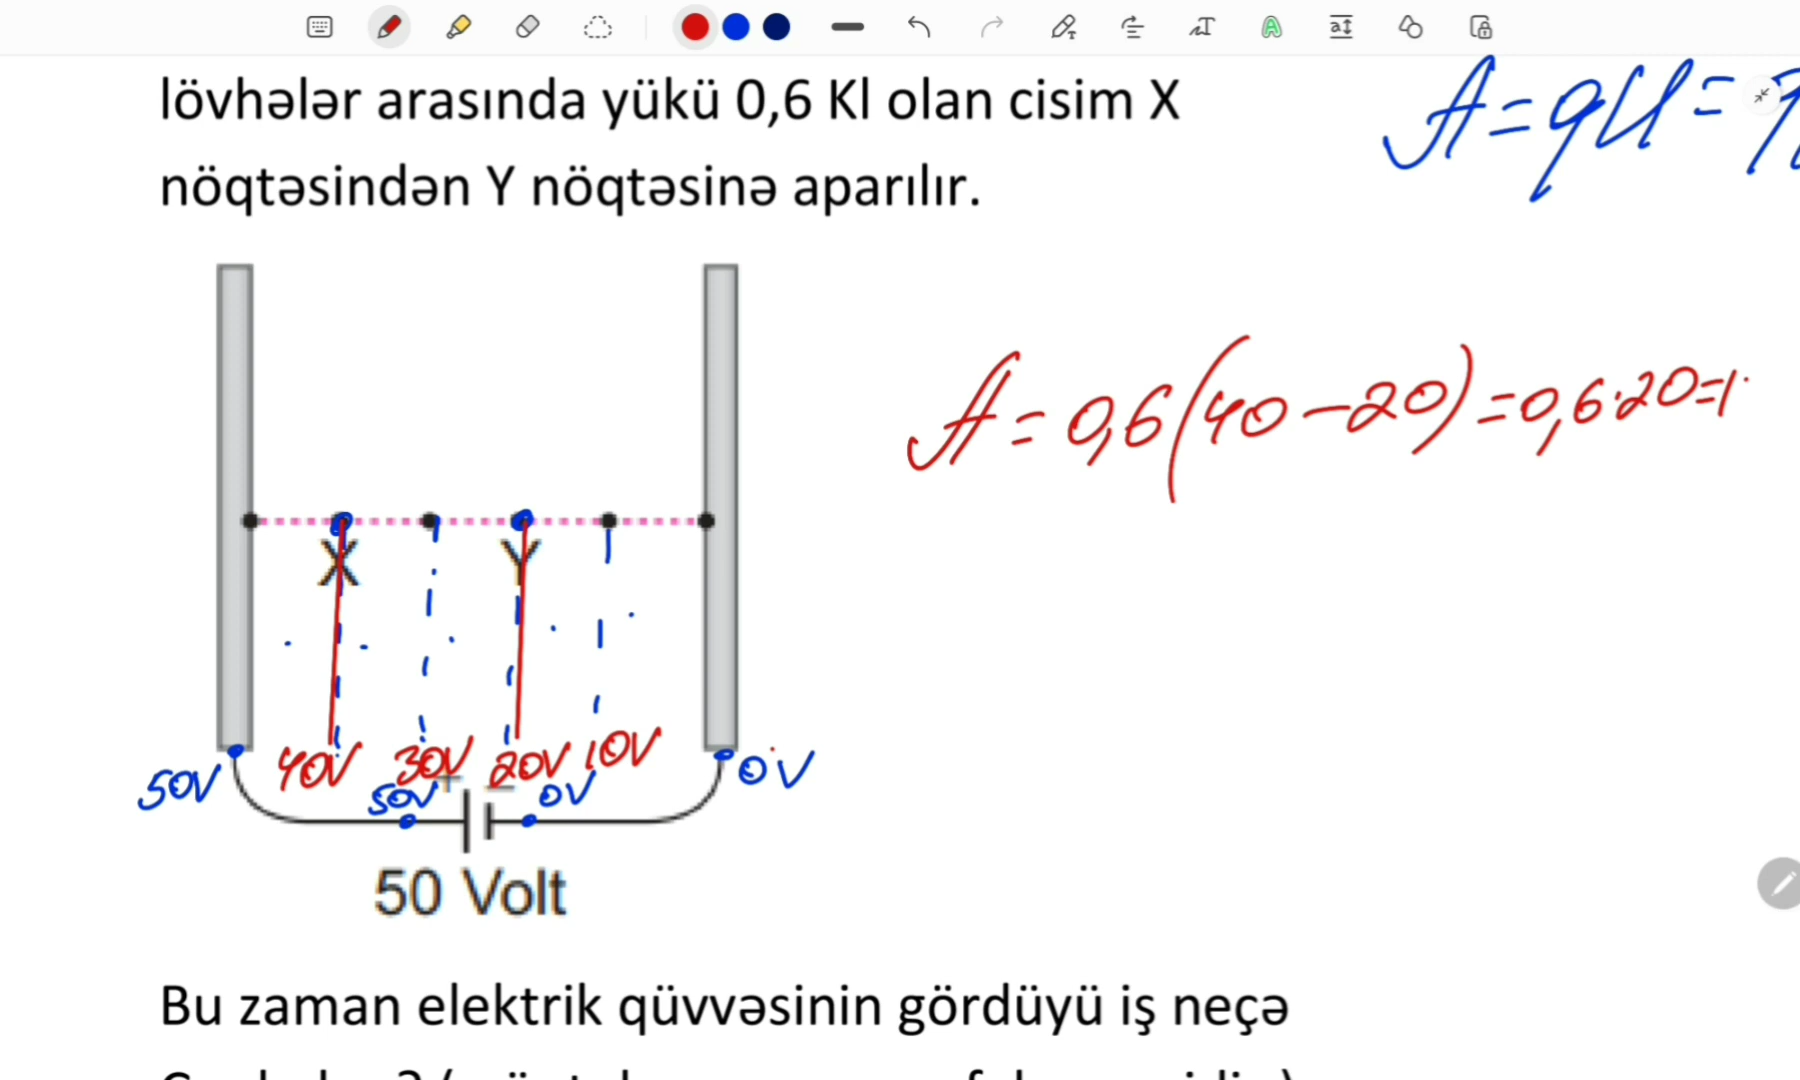 lövhələr arasında yükü 0,6 Kl olan cisim X
A=qU=
nöqtəsindən Y nöqtəsinə aparılır.
A=0,6(40-20)=0,6·20=1
X Y
50V 40V 30V 20V 10V 0V
50V + - 0V
50 Volt
Bu zaman elektrik qüvvəsinin gördüyü iş neçə